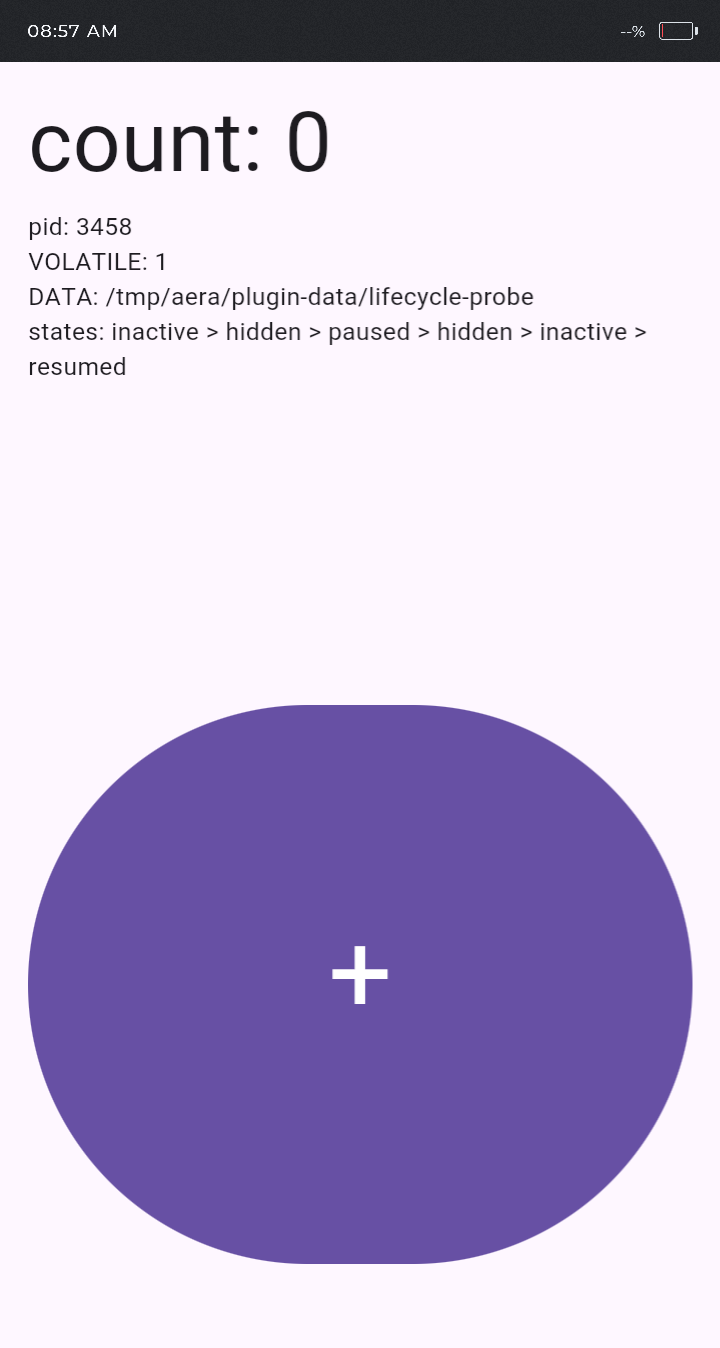 08:57 AM --%
count: 0
pid: 3458
VOLATILE: 1
DATA: /tmp/aera/plugin-data/lifecycle-probe
states: inactive > hidden > paused > hidden > inactive >
resumed
+